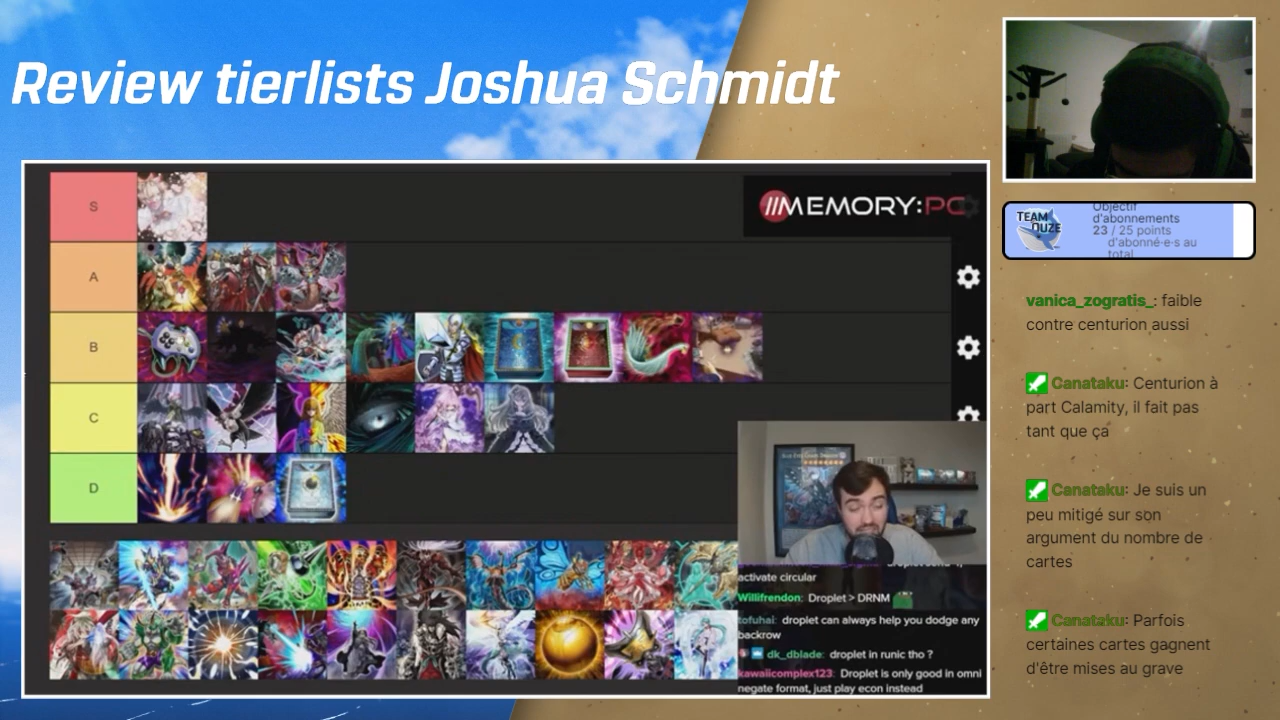 Review tierlists Joshua Schmidt
S
A
B
C
D
//MEMORY:PC
activate circular
Willifrendon: Droplet > DRNM
tofuhai: droplet can always help you dodge any
backrow
dk_dblade: droplet in runic tho ?
kawaiicomplex123: Droplet is only good in omni
negate format, just play econ instead
TEAM
OUZE
Objectif
d'abonnements
23 / 25 points
d'abonné·e·s au
total
vanica_zogratis_: faible
contre centurion aussi
Canataku: Centurion à
part Calamity, il fait pas
tant que ça
Canataku: Je suis un
peu mitigé sur son
argument du nombre de
cartes
Canataku: Parfois
certaines cartes gagnent
d'être mises au grave